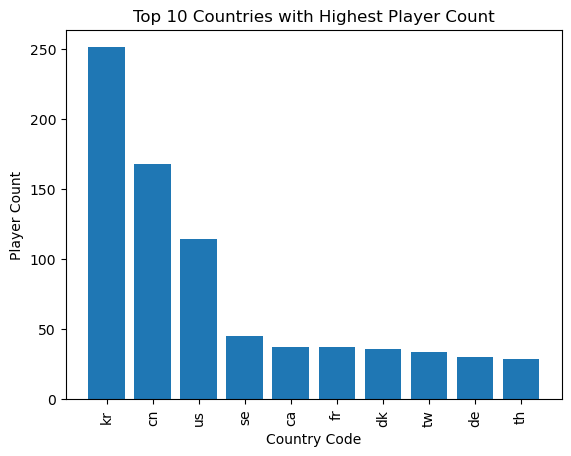 Top 10 Countries with Highest Player Count
Player Count
250
200
150
100
50
0
kr
cn
us
se
ca
fr
dk
tw
de
th
Country Code